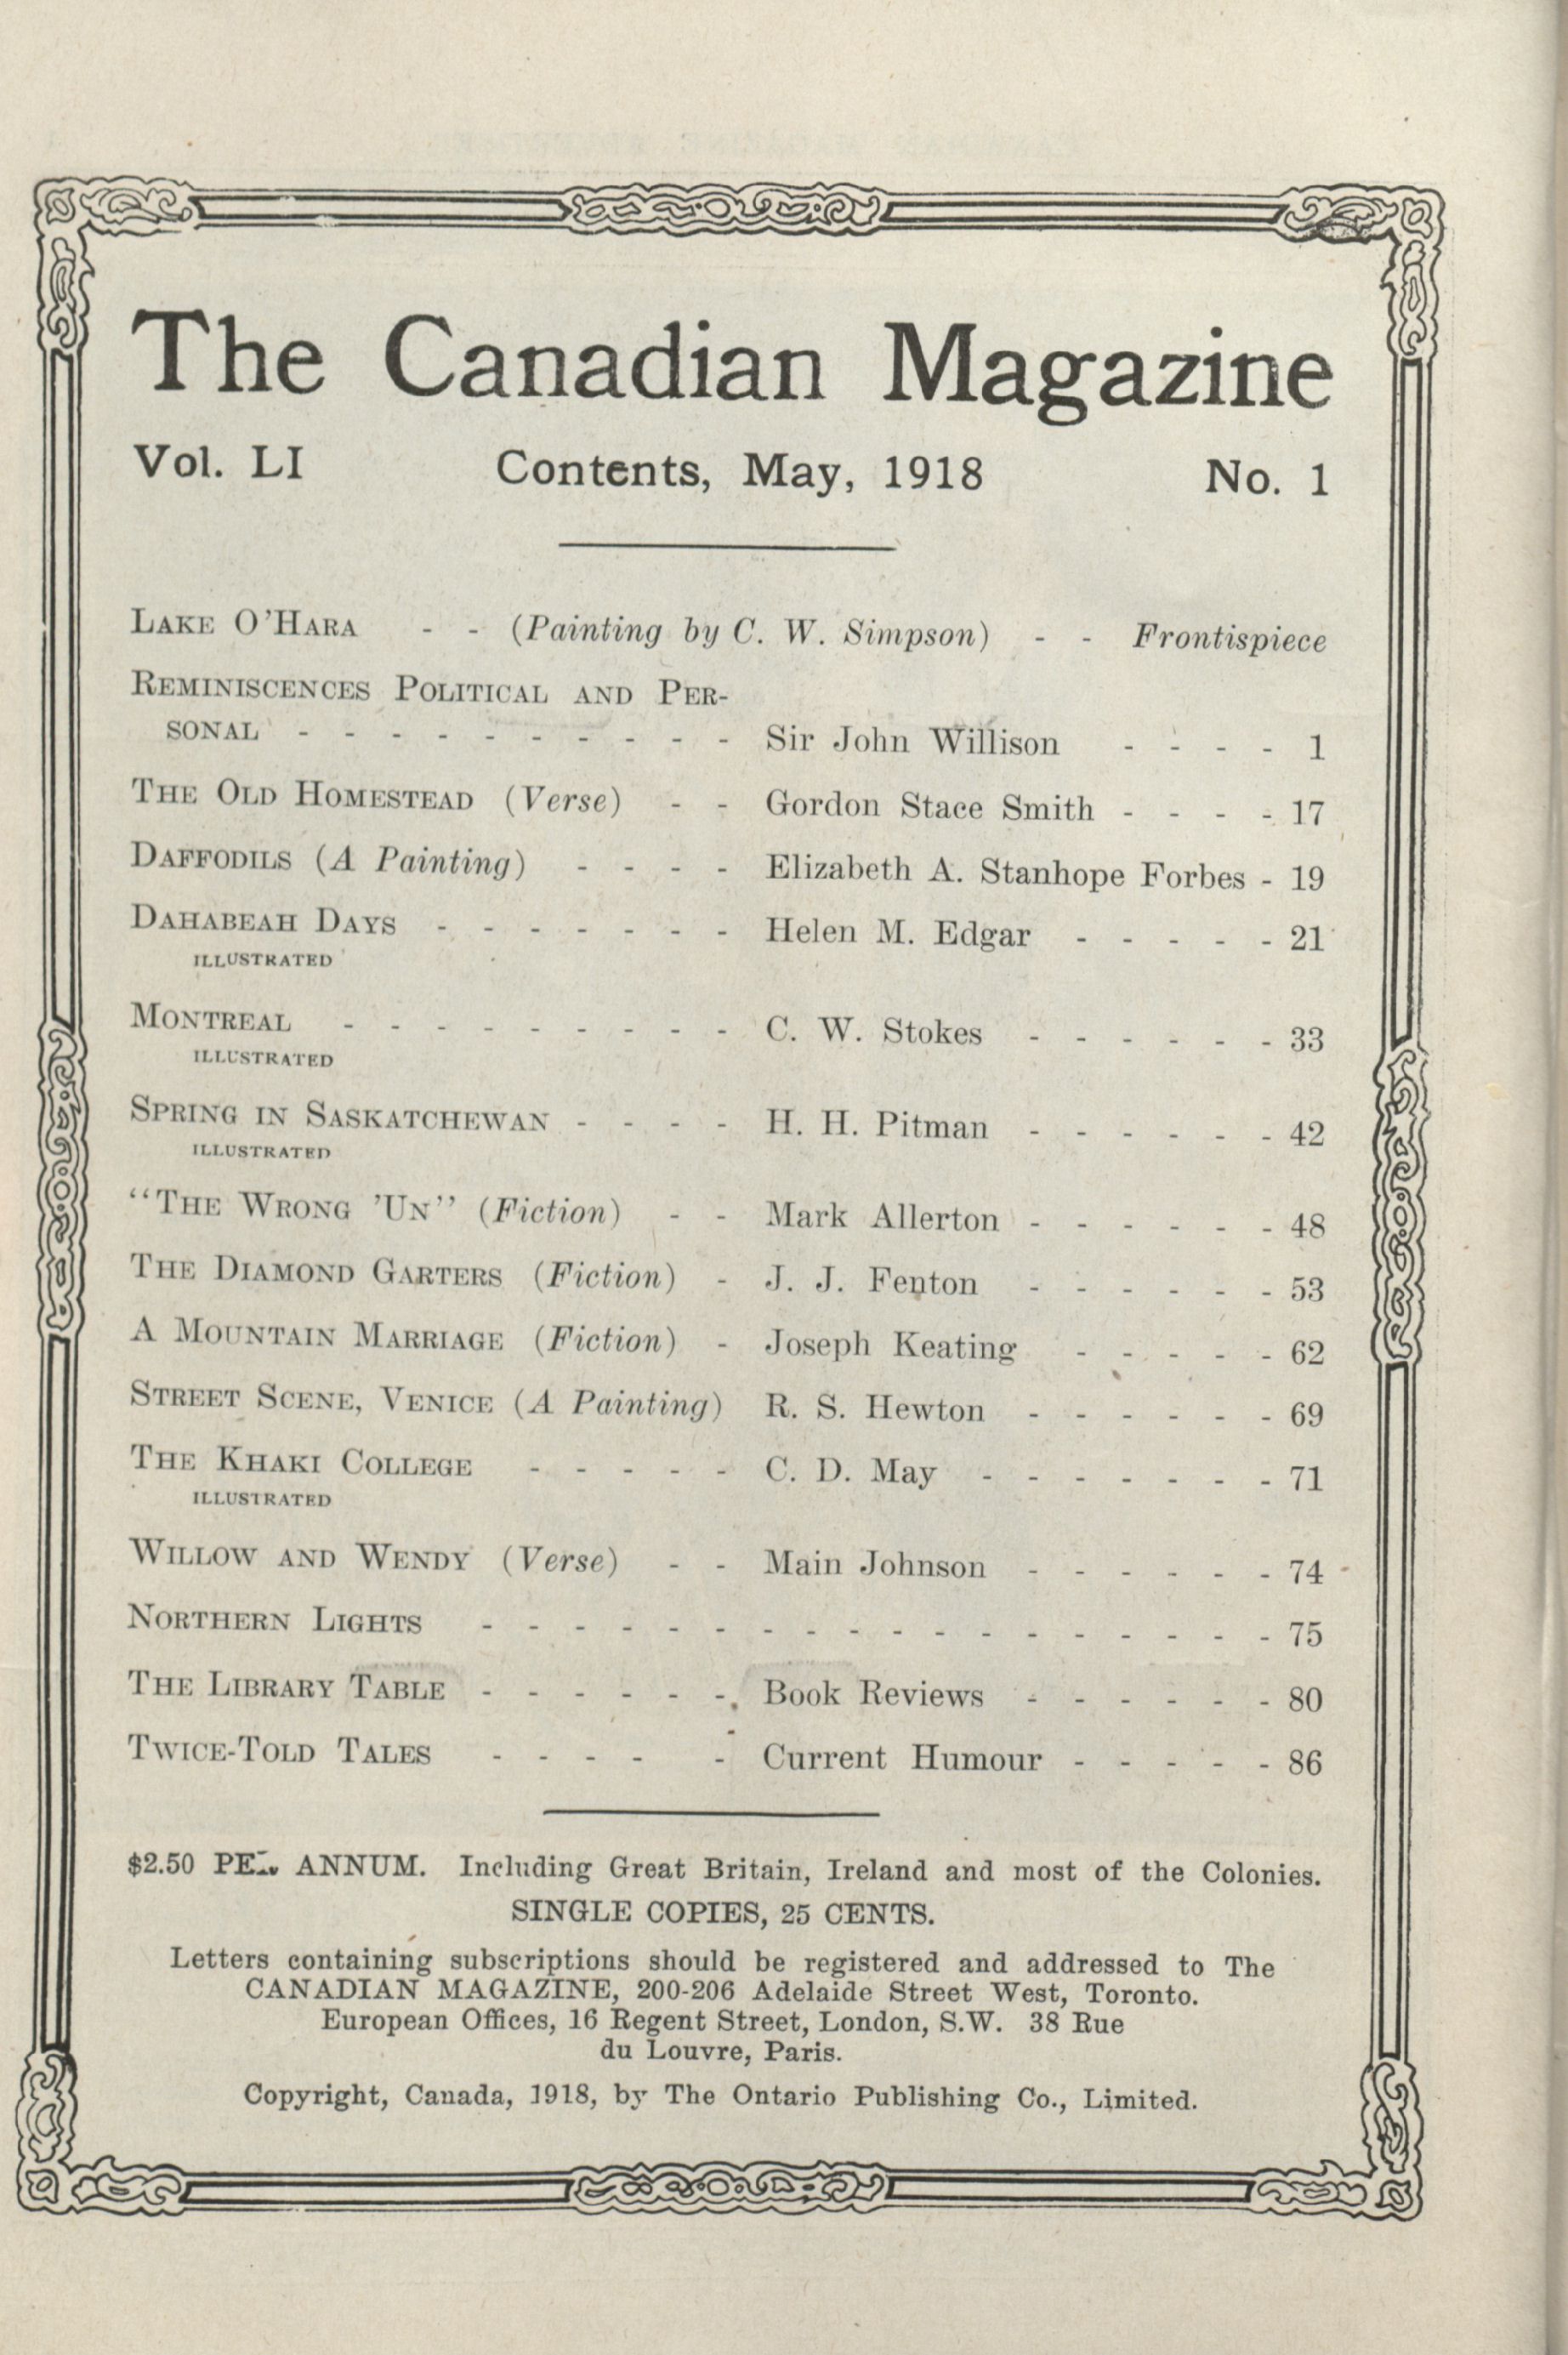 The Canadian Magazine
Vol. LI Contents, May, 1918 No. 1
LAKE O'HARA - - (Painting by C. W. Simpson) - - Frontispiece
REMINISCENCES POLITICAL AND PER-
SONAL - - - - - - - - - - Sir John Willison - - - - 1
THE OLD HOMESTEAD (Verse) - - Gordon Stace Smith - - - - 17
DAFFODILS (A Painting) - - - - Elizabeth A. Stanhope Forbes - 19
DAHABEAH DAYS - - - - - - - Helen M. Edgar - - - - - 21
ILLUSTRATED
MONTREAL - - - - - - - - - C. W. Stokes - - - - - - 33
ILLUSTRATED
SPRING IN SASKATCHEWAN - - - - H. H. Pitman - - - - - - 42
ILLUSTRATED
"THE WRONG 'UN" (Fiction) - - Mark Allerton - - - - - - 48
THE DIAMOND GARTERS (Fiction) - J. J. Fenton - - - - - - 53
A MOUNTAIN MARRIAGE (Fiction) - Joseph Keating - - - - - 62
STREET SCENE, VENICE (A Painting) R. S. Hewton - - - - - - 69
THE KHAKI COLLEGE - - - - - C. D. May - - - - - - - 71
ILLUSTRATED
WILLOW AND WENDY (Verse) - - Main Johnson - - - - - - 74
NORTHERN LIGHTS - - - - - - - - - - - - - - - - - - 75
THE LIBRARY TABLE - - - - - - Book Reviews - - - - - - 80
TWICE-TOLD TALES - - - - - Current Humour - - - - - 86
$2.50 PER ANNUM. Including Great Britain, Ireland and most of the Colonies.
SINGLE COPIES, 25 CENTS.
Letters containing subscriptions should be registered and addressed to The
CANADIAN MAGAZINE, 200-206 Adelaide Street West, Toronto.
European Offices, 16 Regent Street, London, S.W. 38 Rue
du Louvre, Paris.
Copyright, Canada, 1918, by The Ontario Publishing Co., Limited.